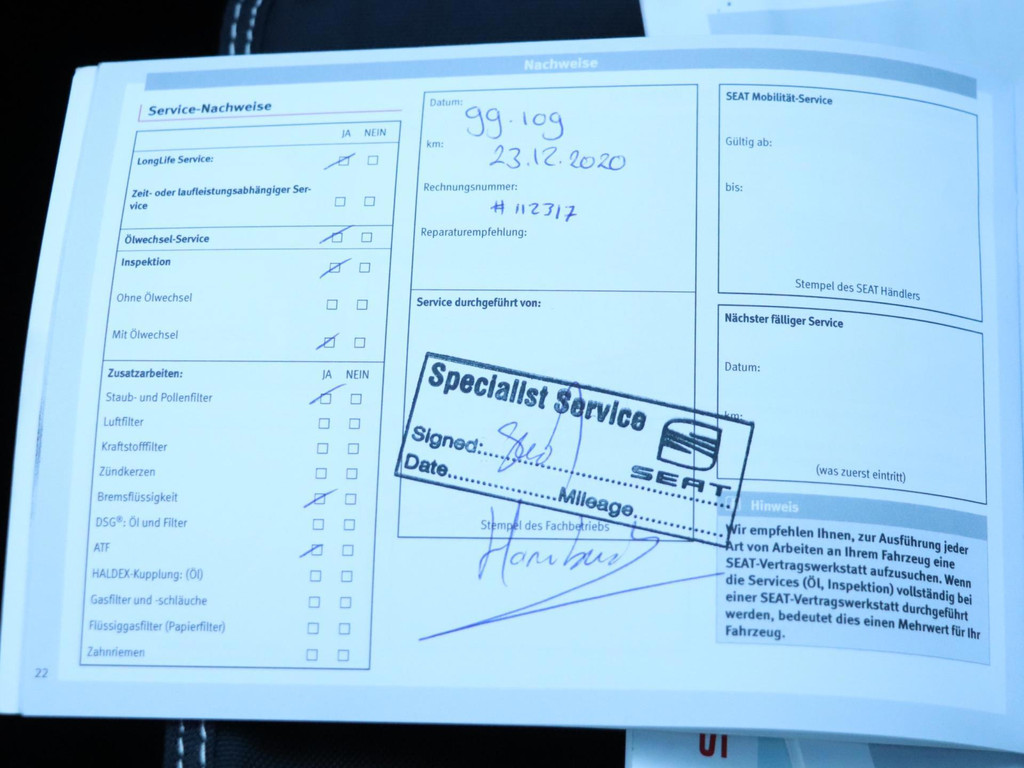 Nachweise
Service-Nachweise
JA NEIN
LongLife Service:
Zeit- oder laufleistungsabhängiger Ser-
vice
Ölwechsel-Service
Inspektion
Ohne Ölwechsel
Mit Ölwechsel
Zusatzarbeiten: JA NEIN
Staub- und Pollenfilter
Luftfilter
Kraftstofffilter
Zündkerzen
Bremsflüssigkeit
DSG®: Öl und Filter
ATF
HALDEX-Kupplung: (Öl)
Gasfilter und -schläuche
Flüssiggasfilter (Papierfilter)
Zahnriemen
22
Datum:
99.109
km:
23.12.2020
Rechnungsnummer:
# 112317
Reparaturempfehlung:
Service durchgeführt von:
Specialist Service
Signed:
SEAT
Date
Mileage
Stempel des Fachbetriebs
SEAT Mobilität-Service
Gültig ab:
bis:
Stempel des SEAT Händlers
Nächster fälliger Service
Datum:
km:
(was zuerst eintritt)
Hinweis
Wir empfehlen Ihnen, zur Ausführung jeder
Art von Arbeiten an Ihrem Fahrzeug eine
SEAT-Vertragswerkstatt aufzusuchen. Wenn
die Services (Öl, Inspektion) vollständig bei
einer SEAT-Vertragswerkstatt durchgeführt
werden, bedeutet dies einen Mehrwert für Ihr
Fahrzeug.